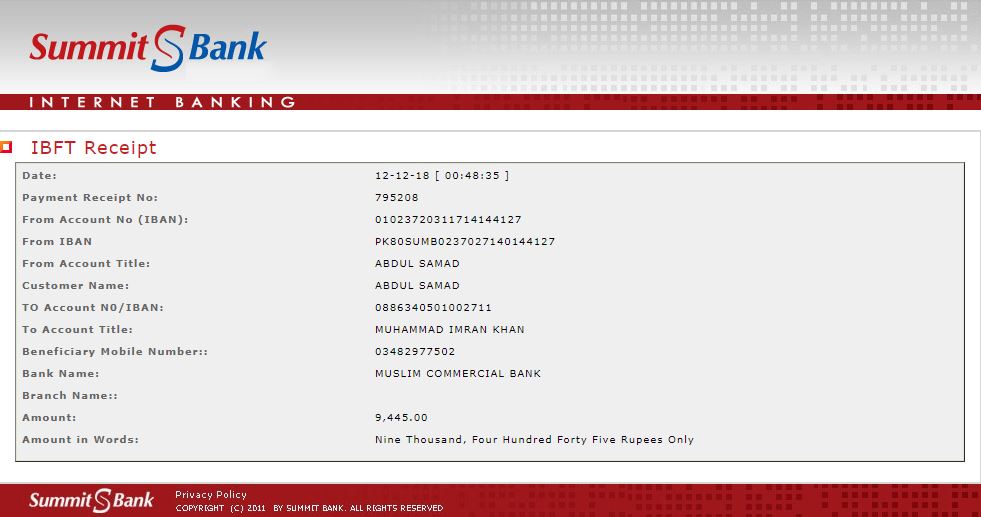 Summit S Bank
INTERNET BANKING
IBFT Receipt
Date: 12-12-18 [ 00:48:35 ]
Payment Receipt No: 795208
From Account No (IBAN): 01023720311714144127
From IBAN PK80SUMB0237027140144127
From Account Title: ABDUL SAMAD
Customer Name: ABDUL SAMAD
TO Account N0/IBAN: 0886340501002711
To Account Title: MUHAMMAD IMRAN KHAN
Beneficiary Mobile Number:: 03482977502
Bank Name: MUSLIM COMMERCIAL BANK
Branch Name::
Amount: 9,445.00
Amount in Words: Nine Thousand, Four Hundred Forty Five Rupees Only
Summit S Bank
Privacy Policy
COPYRIGHT (C) 2011 BY SUMMIT BANK. ALL RIGHTS RESERVED